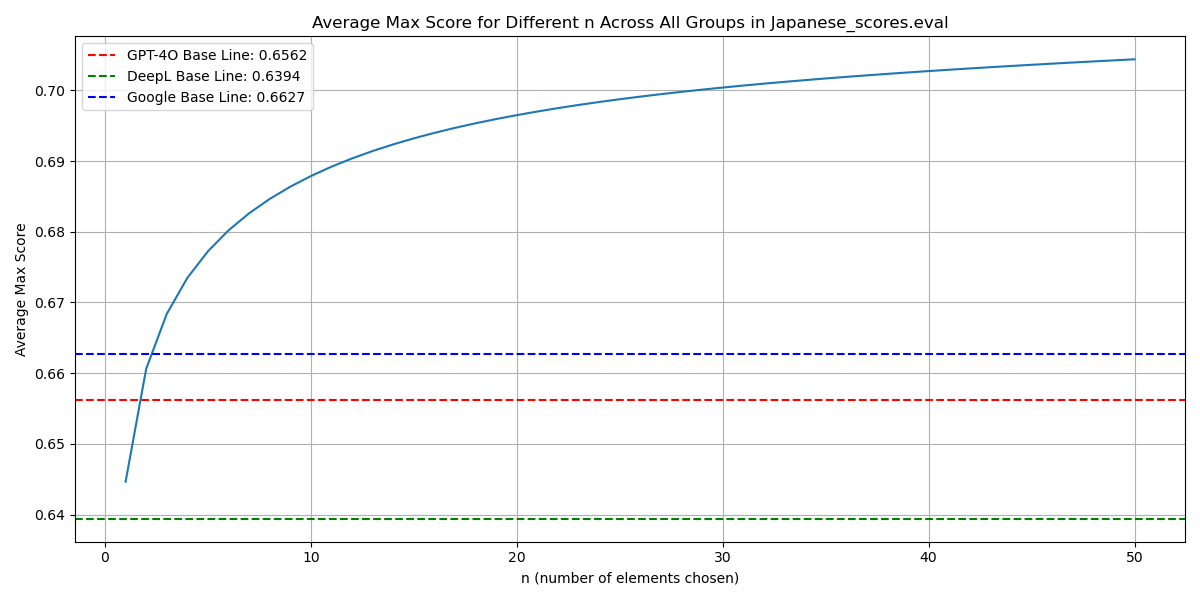 Average Max Score for Different n Across All Groups in Japanese_scores.eval
GPT-4O Base Line: 0.6562
DeepL Base Line: 0.6394
Google Base Line: 0.6627
Average Max Score
0.70
0.69
0.68
0.67
0.66
0.65
0.64
0 10 20 30 40 50
n (number of elements chosen)